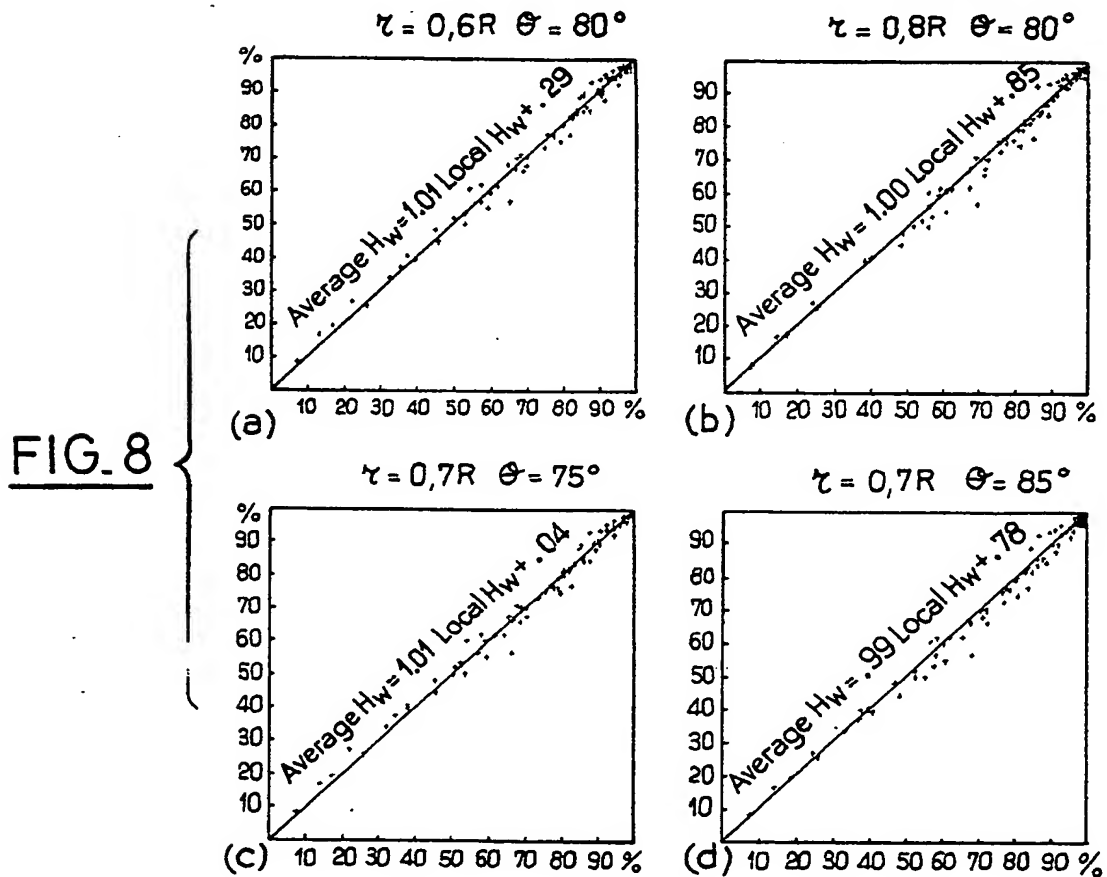 τ = 0,6R θ = 80°
%
90
80
70
60
50
40
30
20
10
10 20 30 40 50 60 70 80 90 %
Average Hw = 1.01 Local Hw + .29
(a)
τ = 0,8R θ = 80°
90
80
70
60
50
40
30
20
10
10 20 30 40 50 60 70 80 90 %
Average Hw = 1.00 Local Hw + .85
(b)
FIG_8
τ = 0,7R θ = 75°
%
90
80
70
60
50
40
30
20
10
10 20 30 40 50 60 70 80 90 %
Average Hw = 1.01 Local Hw + .04
(c)
τ = 0,7R θ = 85°
90
80
70
60
50
40
30
20
10
10 20 30 40 50 60 70 80 90 %
Average Hw = .99 Local Hw + .78
(d)